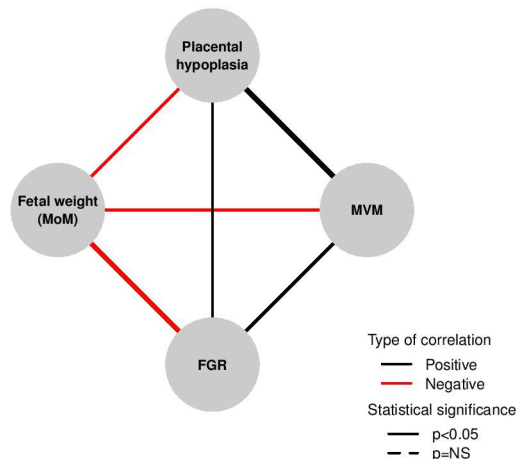 Placental
hypoplasia
Fetal weight
(MoM)
MVM
FGR
Type of correlation
Positive
Negative
Statistical significance
p<0.05
p=NS